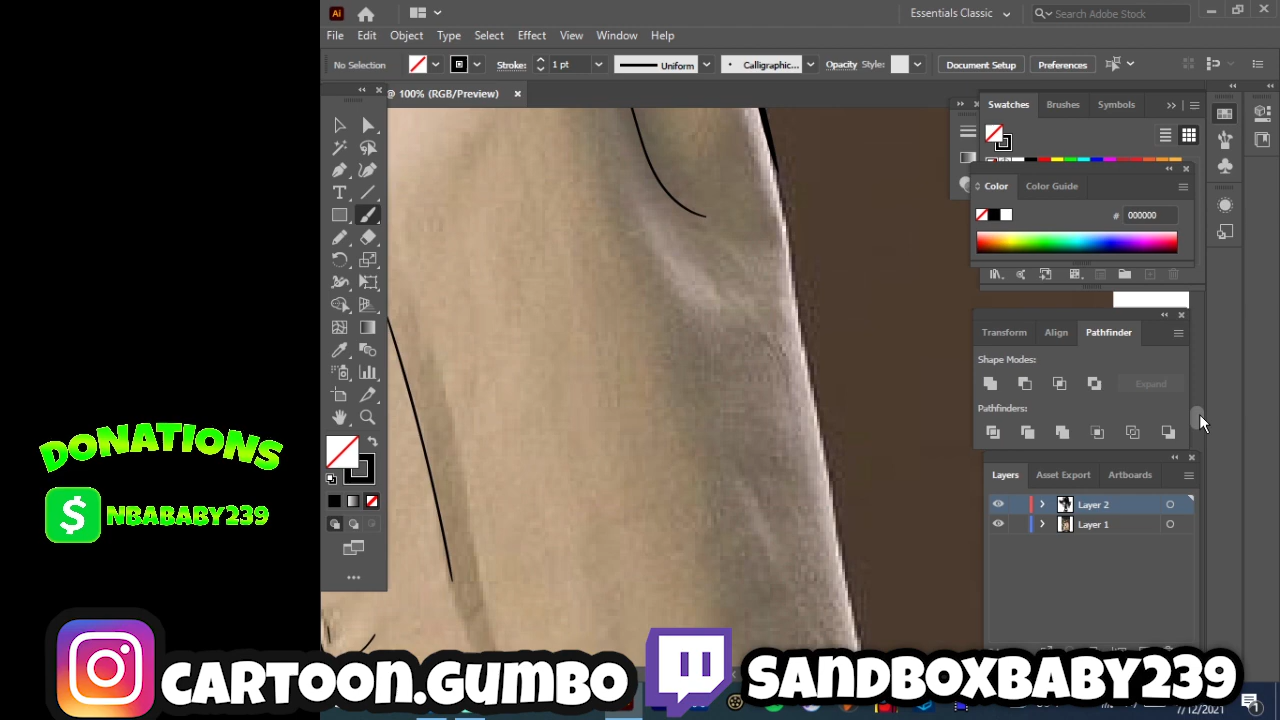 Ai
Essentials Classic
Search Adobe Stock
File Edit Object Type Select Effect View Window Help
No Selection Stroke: 1 pt Uniform Calligraphic... Opacity Style: Document Setup Preferences
@ 100% (RGB/Preview)
Swatches Brushes Symbols
Color Color Guide
# 000000
Transform Align Pathfinder
Shape Modes:
Expand
Pathfinders:
Layers Asset Export Artboards
Layer 2
Layer 1
DONATIONS
$ NBABABY239
CARTOON.GUMBO
SANDBOXBABY239
7/12/2021